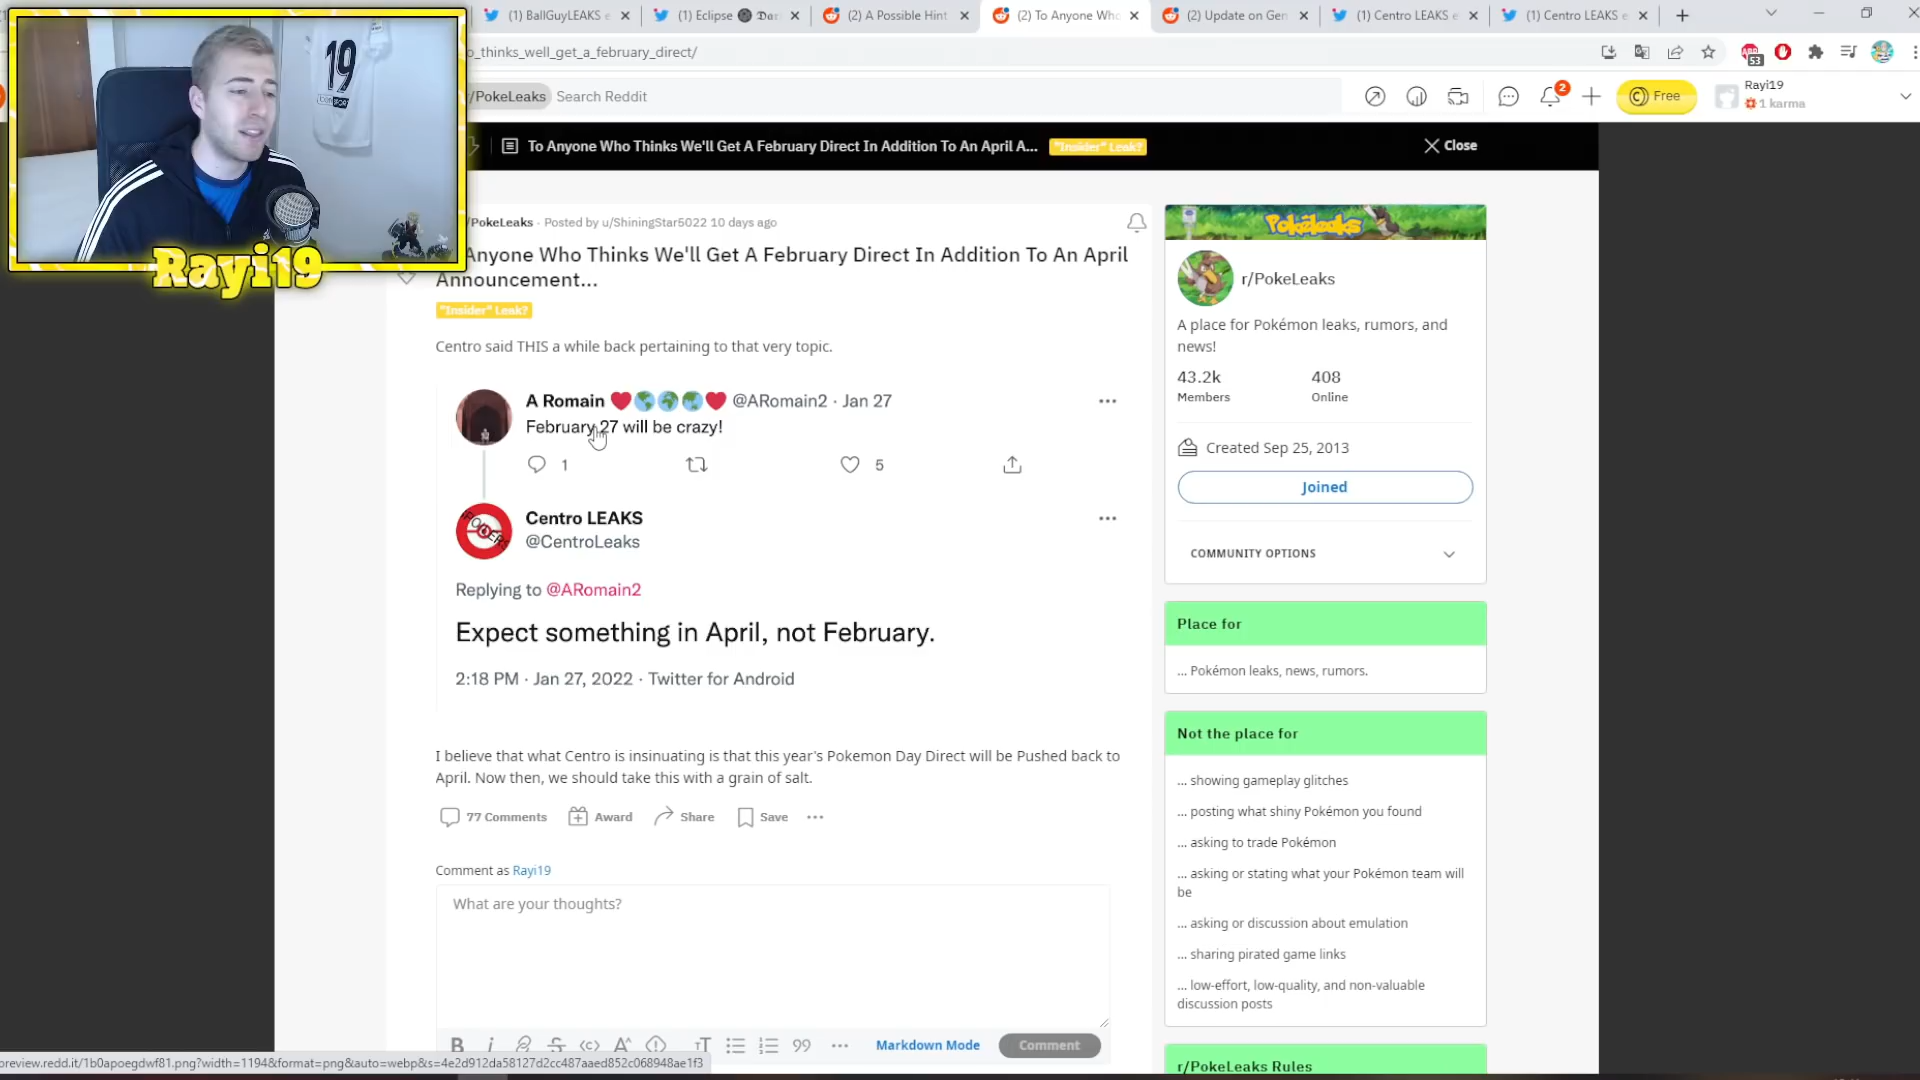 (1) BallGuyLEAKS
(1) Eclipse
(2) A Possible Hint
(2) To Anyone Who
(2) Update on Gen
(1) Centro LEAKS
(1) Centro LEAKS
_thinks_well_get_a_february_direct/
53
/PokeLeaks
Search Reddit
2
Free
Rayi19
1 karma
To Anyone Who Thinks We'll Get A February Direct In Addition To An April A...
"Insider" Leak?
Close
19
Rayi19
/PokeLeaks · Posted by u/ShiningStar5022 10 days ago
Anyone Who Thinks We'll Get A February Direct In Addition To An April
Announcement...
"Insider" Leak?
Centro said THIS a while back pertaining to that very topic.
A Romain ❤️🌎🌍🌏❤️ @ARomain2 · Jan 27
February 27 will be crazy!
1
5
Centro LEAKS
@CentroLeaks
Replying to @ARomain2
Expect something in April, not February.
2:18 PM · Jan 27, 2022 · Twitter for Android
I believe that what Centro is insinuating is that this year's Pokemon Day Direct will be Pushed back to
April. Now then, we should take this with a grain of salt.
77 Comments
Award
Share
Save
Comment as Rayi19
What are your thoughts?
Markdown Mode
Comment
preview.redd.it/1b0apoegdwf81.png?width=1194&format=png&auto=webp&s=4e2d912da58127d2cc487aaed852c068948ae1f3
Pokéleaks
r/PokeLeaks
A place for Pokémon leaks, rumors, and
news!
43.2k
Members
408
Online
Created Sep 25, 2013
Joined
COMMUNITY OPTIONS
Place for
... Pokémon leaks, news, rumors.
Not the place for
... showing gameplay glitches
... posting what shiny Pokémon you found
... asking to trade Pokémon
... asking or stating what your Pokémon team will
be
... asking or discussion about emulation
... sharing pirated game links
... low-effort, low-quality, and non-valuable
discussion posts
r/PokeLeaks Rules